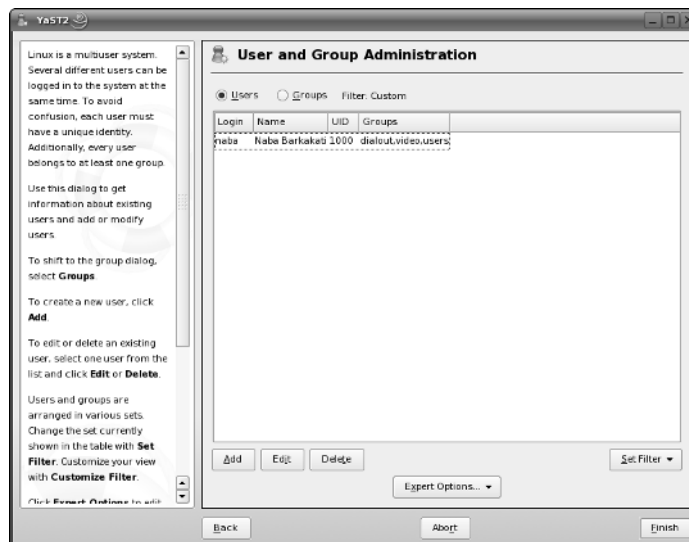 YaST2
Linux is a multiuser system.
Several different users can be
logged in to the system at the
same time. To avoid
confusion, each user must
have a unique identity.
Additionally, every user
belongs to at least one group.
Use this dialog to get
information about existing
users and add or modify
users.
To shift to the group dialog,
select Groups.
To create a new user, click
Add.
To edit or delete an existing
user, select one user from the
list and click Edit or Delete.
Users and groups are
arranged in various sets.
Change the set currently
shown in the table with Set
Filter. Customize your view
with Customize Filter.
Click Expert Options to edit
User and Group Administration
Users Groups Filter: Custom
Login Name UID Groups
naba Naba Barkakati 1000 dialout,video,users
Add Edit Delete Set Filter
Expert Options...
Back Abort Finish